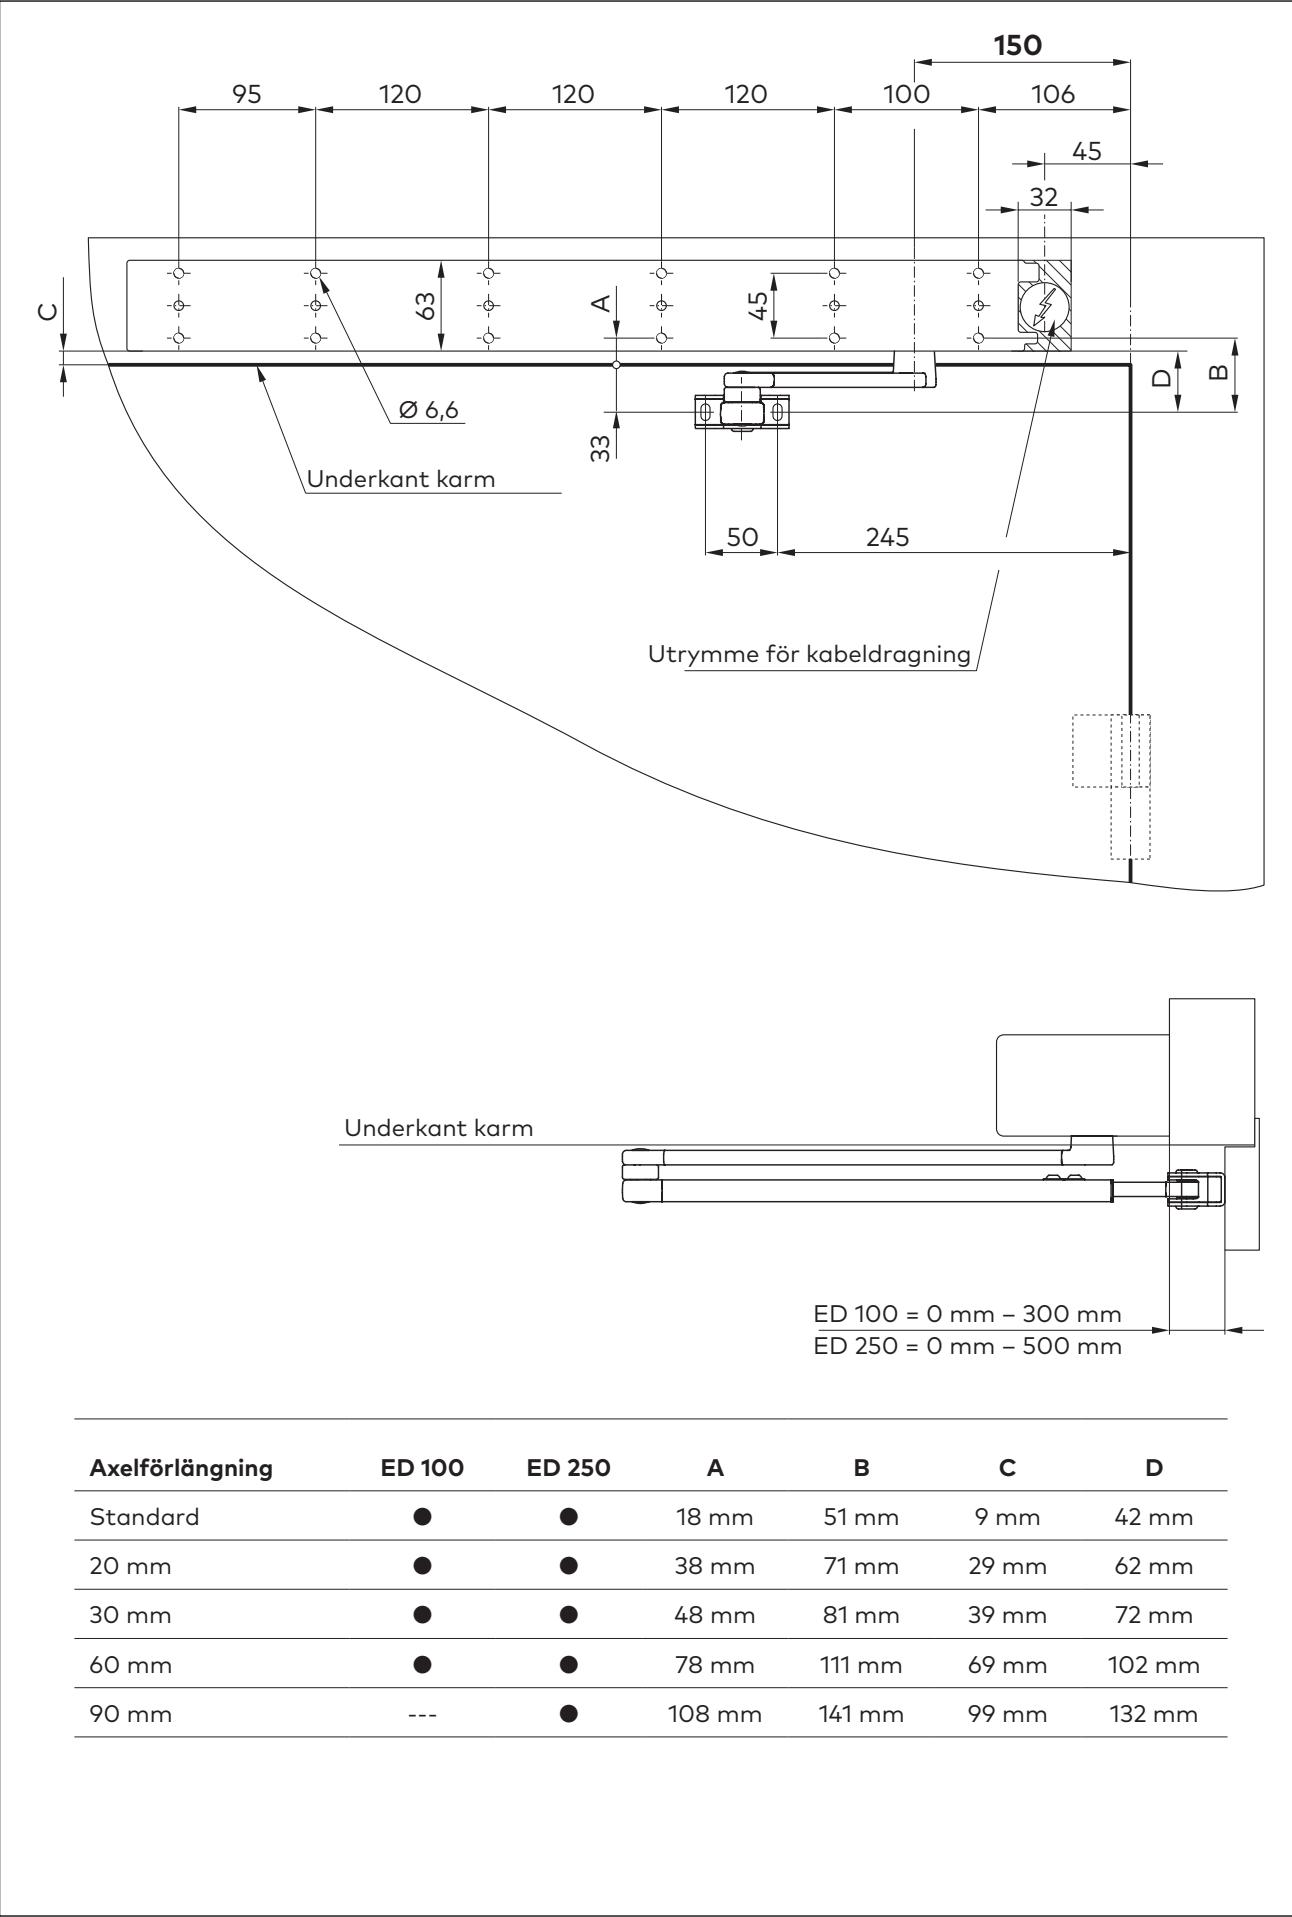 150
95 120 120 120 100 106
45
32
C 63 A 45 D B
Ø 6,6
33
Underkant karm
50 245
Utrymme för kabeldragning
Underkant karm
ED 100 = 0 mm – 300 mm
ED 250 = 0 mm – 500 mm
Axelförlängning ED 100 ED 250 A B C D
Standard ● ● 18 mm 51 mm 9 mm 42 mm
20 mm ● ● 38 mm 71 mm 29 mm 62 mm
30 mm ● ● 48 mm 81 mm 39 mm 72 mm
60 mm ● ● 78 mm 111 mm 69 mm 102 mm
90 mm --- ● 108 mm 141 mm 99 mm 132 mm